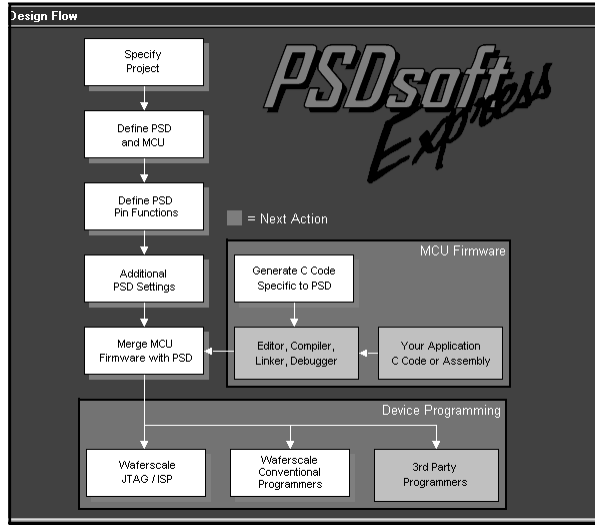 Design Flow
PSDsoft
Express
Specify
Project
Define PSD
and MCU
Define PSD
Pin Functions
= Next Action
Additional
PSD Settings
MCU Firmware
Generate C Code
Specific to PSD
Merge MCU
Firmware with PSD
Editor, Compiler,
Linker, Debugger
Your Application
C Code or Assembly
Device Programming
Waferscale
JTAG / ISP
Waferscale
Conventional
Programmers
3rd Party
Programmers